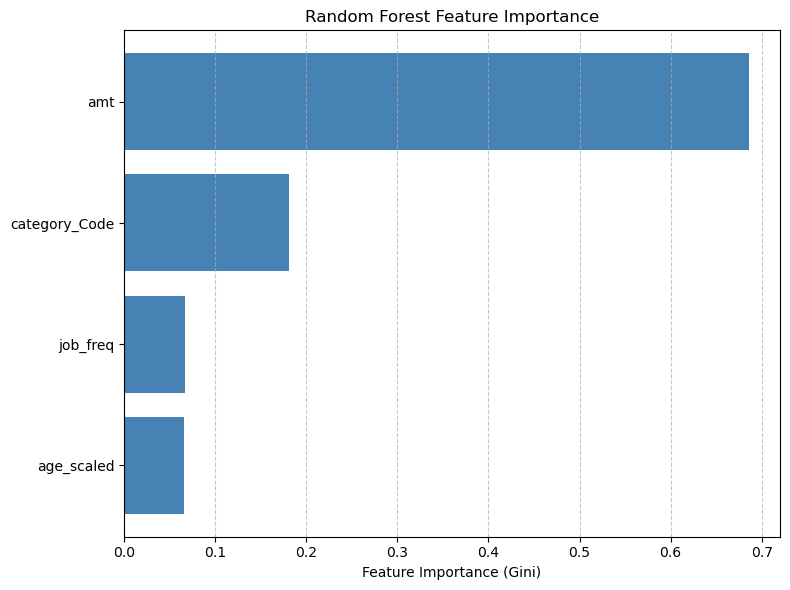 Random Forest Feature Importance
amt
category_Code
job_freq
age_scaled
0.0 0.1 0.2 0.3 0.4 0.5 0.6 0.7
Feature Importance (Gini)